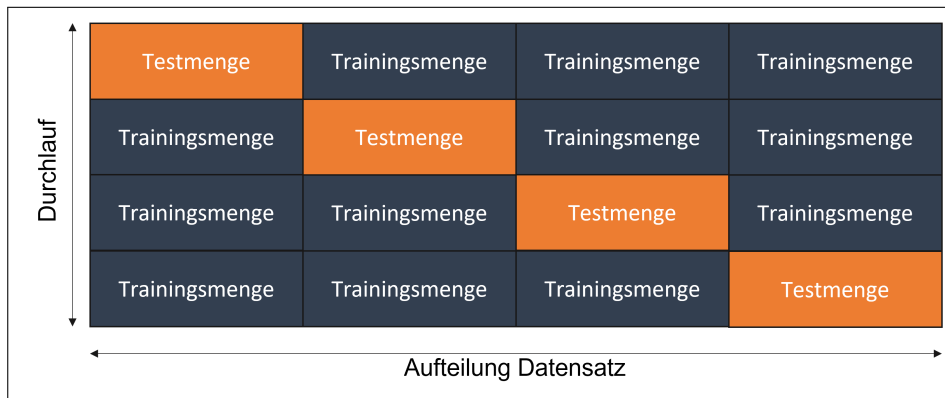 Testmenge Trainingsmenge Trainingsmenge Trainingsmenge
Trainingsmenge Testmenge Trainingsmenge Trainingsmenge
Trainingsmenge Trainingsmenge Testmenge Trainingsmenge
Trainingsmenge Trainingsmenge Trainingsmenge Testmenge
Durchlauf
Aufteilung Datensatz